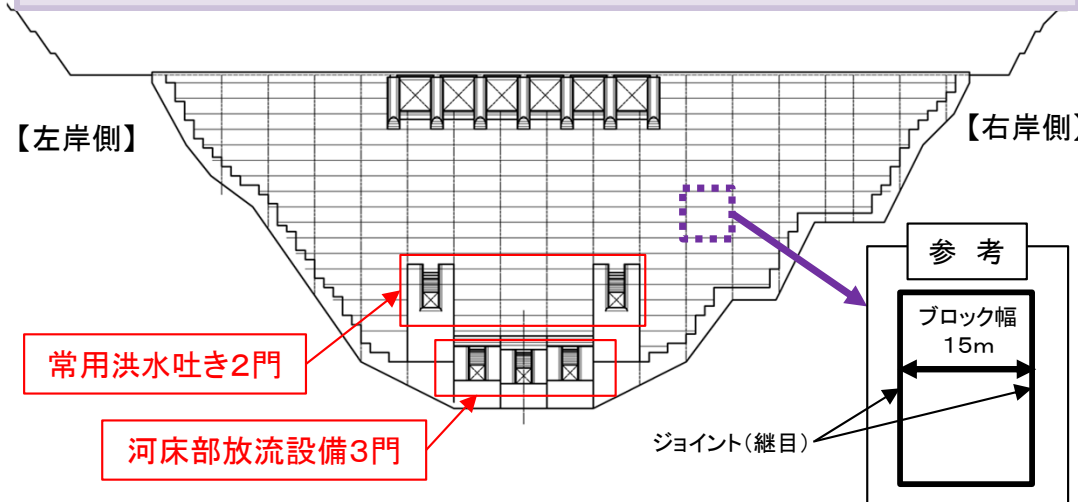 【左岸側】
【右岸側】
参 考
ブロック幅
15m
常用洪水吐き2門
ジョイント(継目)
河床部放流設備3門